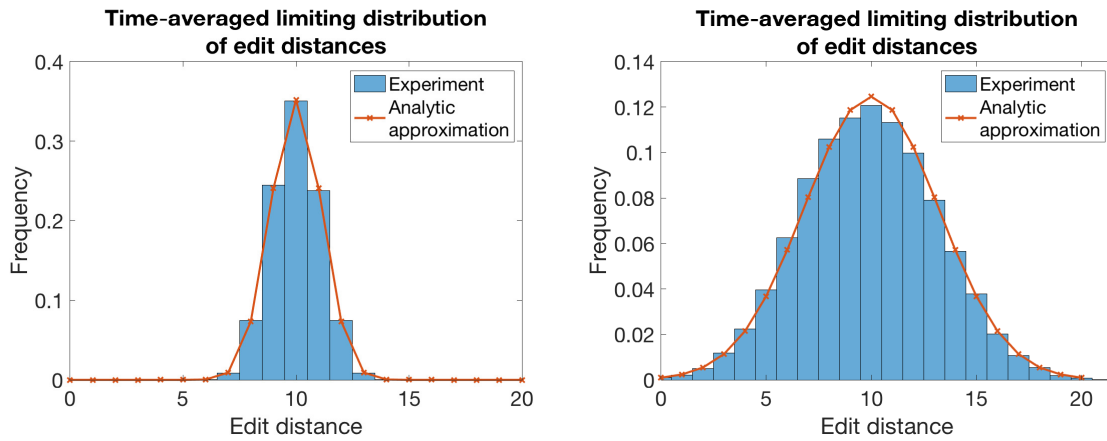 Time-averaged limiting distribution
of edit distances
0.4
0.3
0.2
0.1
0
Frequency
0
5
10
15
20
Edit distance
Experiment
Analytic
approximation
Time-averaged limiting distribution
of edit distances
0.14
0.12
0.1
0.08
0.06
0.04
0.02
0
Frequency
0
5
10
15
20
Edit distance
Experiment
Analytic
approximation